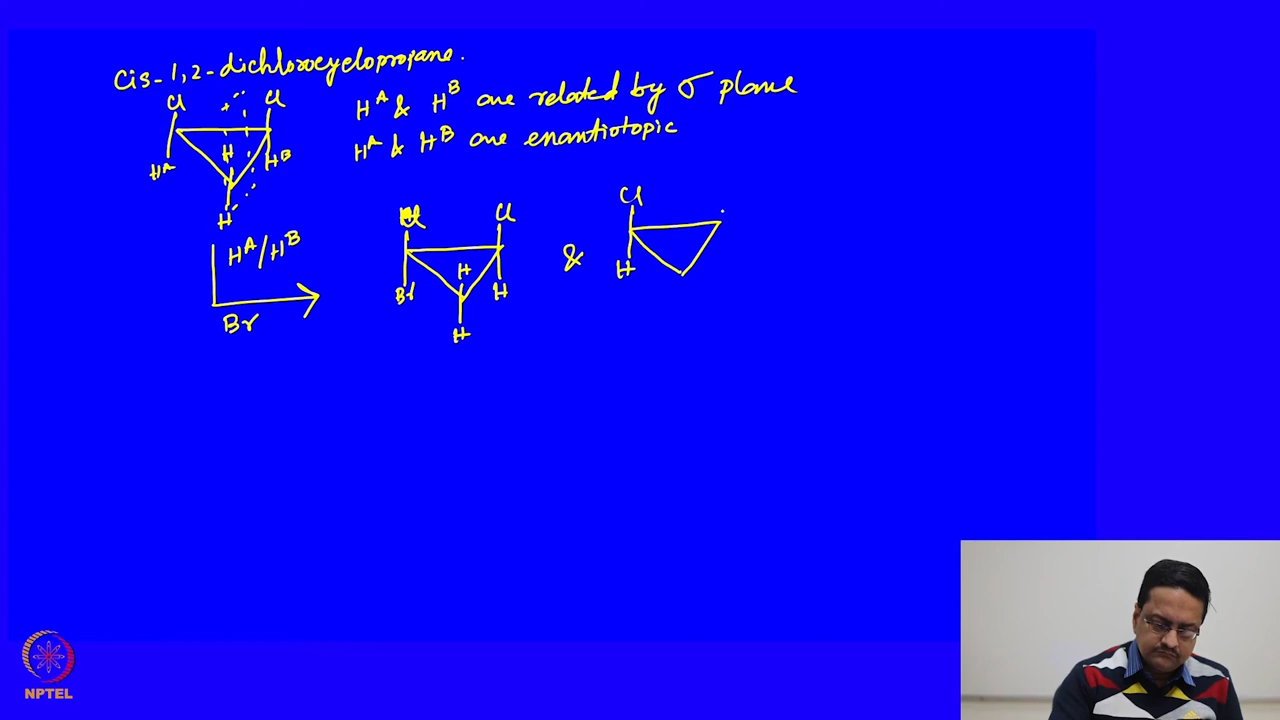 Cis-1,2-dichlorocyclopropane.
Cl Cl
H
H^A H^B
H
H^A & H^B are related by σ plane
H^A & H^B are enantiotopic
H^A/H^B
Br
Cl Cl
H
Br H
H
&
Cl
H
NPTEL